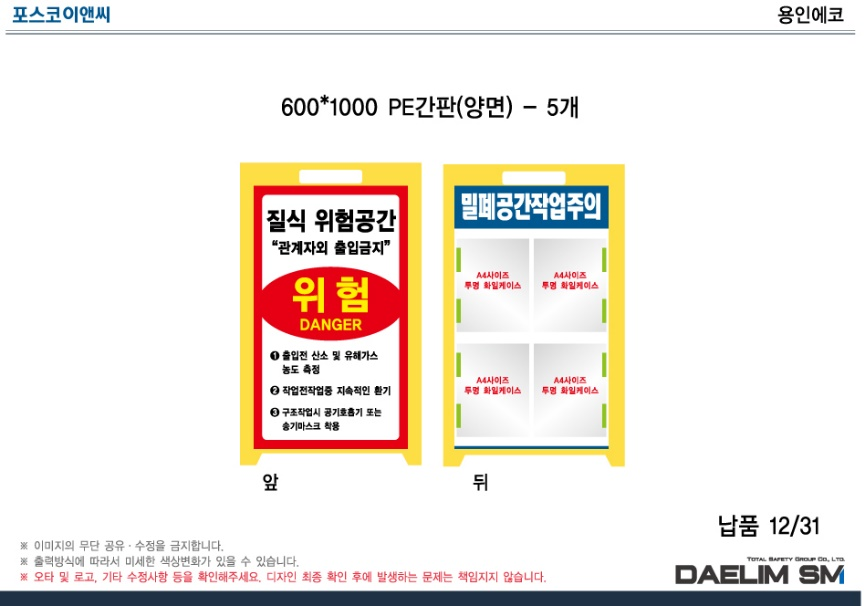 포스코이앤씨
용인에코
600*1000 PE간판(양면) - 5개
질식 위험공간
“관계자외 출입금지”
위험
DANGER
❶ 출입전 산소 및 유해가스
농도 측정
❷ 작업전작업중 지속적인 환기
❸ 구조작업시 공기호흡기 또는
송기마스크 착용
앞
밀폐공간작업주의
A4사이즈
투명 화일케이스
A4사이즈
투명 화일케이스
A4사이즈
투명 화일케이스
A4사이즈
투명 화일케이스
뒤
납품 12/31
※ 이미지의 무단 공유·수정을 금지합니다.
※ 출력방식에 따라서 미세한 색상변화가 있을 수 있습니다.
※ 오타 및 로고, 기타 수정사항 등을 확인해주세요. 디자인 최종 확인 후에 발생하는 문제는 책임지지 않습니다.
TOTAL SAFETY GROUP CO., LTD.
DAELIM SM